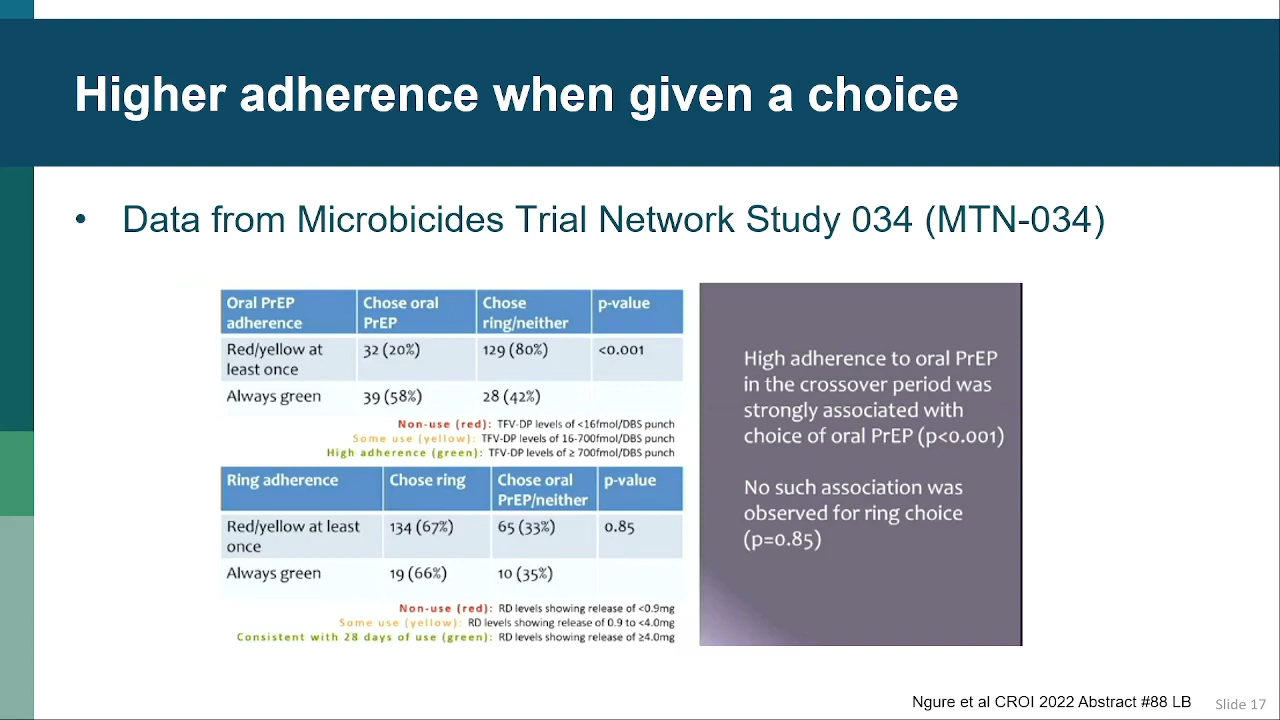 Higher adherence when given a choice
• Data from Microbicides Trial Network Study 034 (MTN-034)
Oral PrEP adherence Chose oral PrEP Chose ring/neither p-value
Red/yellow at least once 32 (20%) 129 (80%) <0.001
Always green 39 (58%) 28 (42%)
Non-use (red): TFV-DP levels of <16fmol/DBS punch
Some use (yellow): TFV-DP levels of 16-700fmol/DBS punch
High adherence (green): TFV-DP levels of ≥ 700fmol/DBS punch
Ring adherence Chose ring Chose oral PrEP/neither p-value
Red/yellow at least once 134 (67%) 65 (33%) 0.85
Always green 19 (66%) 10 (35%)
Non-use (red): RD levels showing release of <0.9mg
Some use (yellow): RD levels showing release of 0.9 to <4.0mg
Consistent with 28 days of use (green): RD levels showing release of ≥4.0mg
High adherence to oral PrEP
in the crossover period was
strongly associated with
choice of oral PrEP (p<0.001)
No such association was
observed for ring choice
(p=0.85)
Ngure et al CROI 2022 Abstract #88 LB
Slide 17